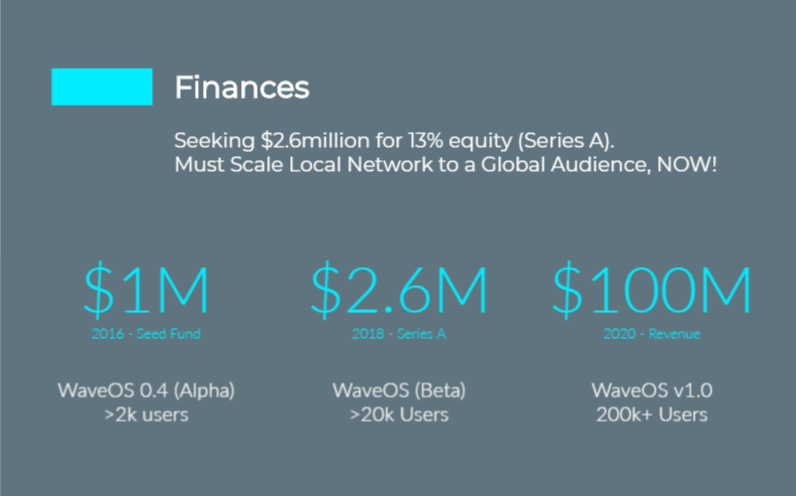 Finances
Seeking $2.6million for 13% equity (Series A).
Must Scale Local Network to a Global Audience, NOW!
$1M
2016 - Seed Fund
WaveOS 0.4 (Alpha)
>2k users
$2.6M
2018 - Series A
WaveOS (Beta)
>20k Users
$100M
2020 - Revenue
WaveOS v1.0
200k+ Users